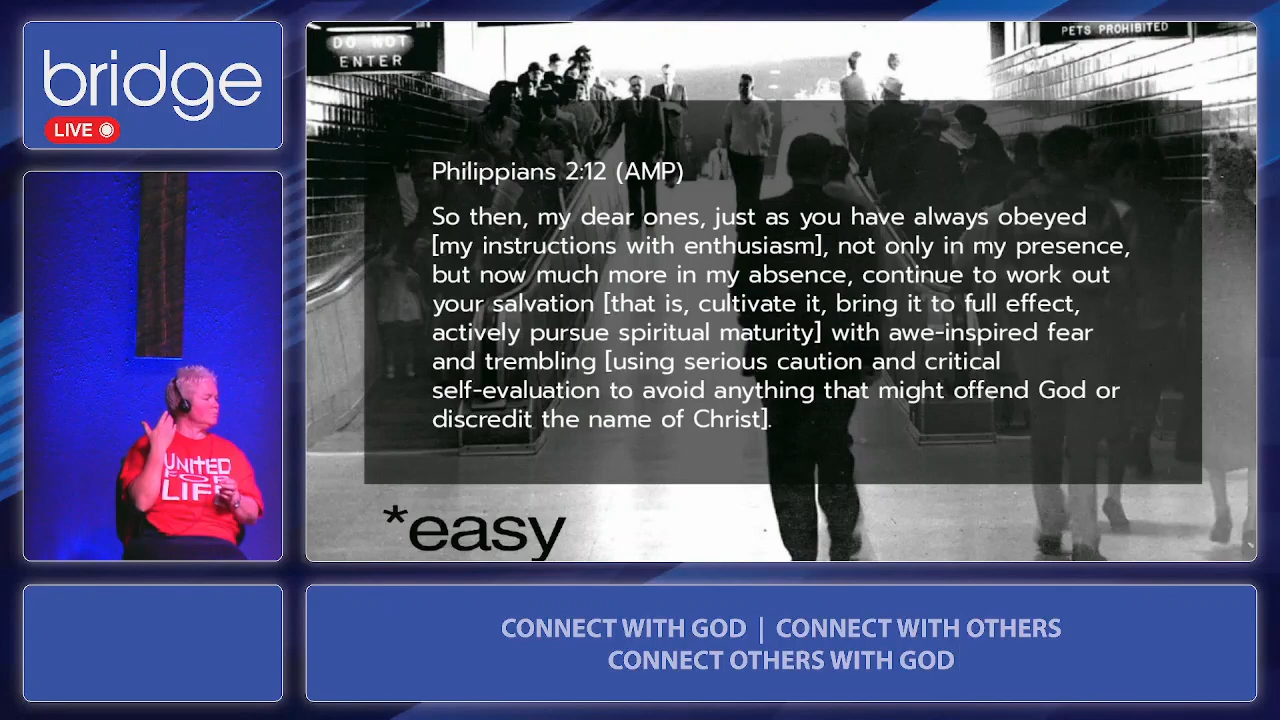 bridge
LIVE
DO NOT
ENTER
PETS PROHIBITED
Philippians 2:12 (AMP)
So then, my dear ones, just as you have always obeyed
[my instructions with enthusiasm], not only in my presence,
but now much more in my absence, continue to work out
your salvation [that is, cultivate it, bring it to full effect,
actively pursue spiritual maturity] with awe-inspired fear
and trembling [using serious caution and critical
self-evaluation to avoid anything that might offend God or
discredit the name of Christ].
*easy
UNITED
FOR
LIFE
CONNECT WITH GOD | CONNECT WITH OTHERS
CONNECT OTHERS WITH GOD